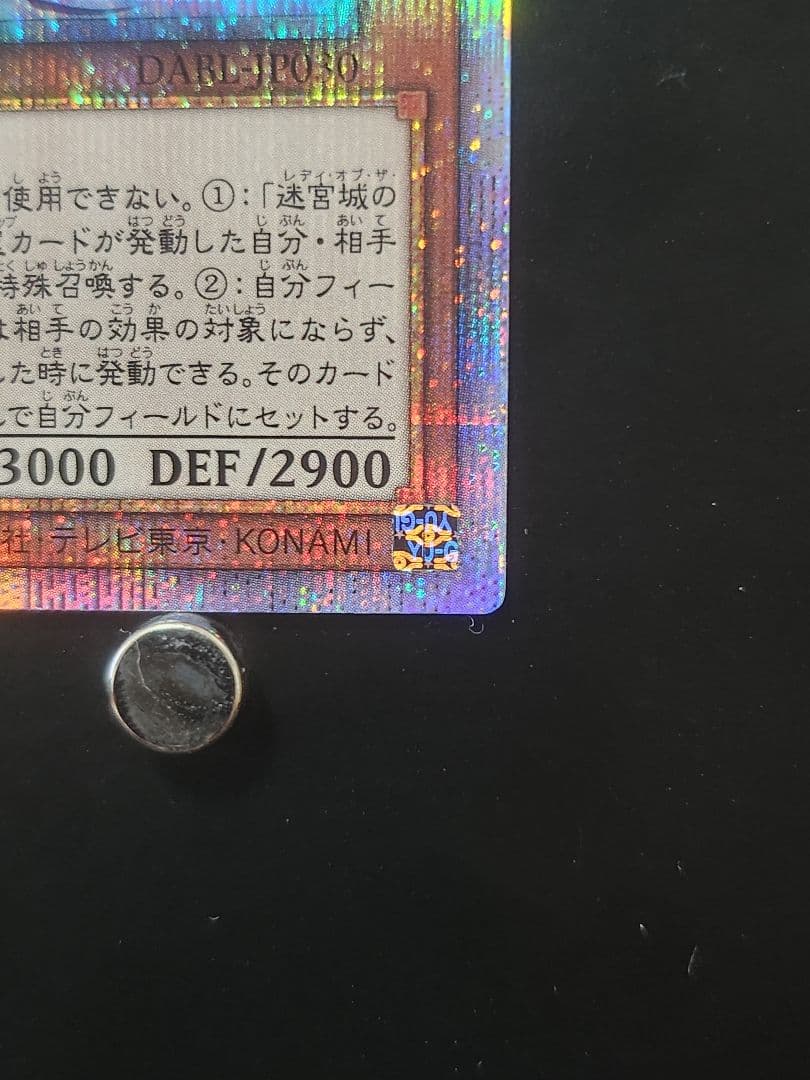 DABL-JP030
使用できない。①:「迷宮城の
カードが発動した自分・相手
特殊召喚する。②:自分フィー
は相手の効果の対象にならず、
した時に発動できる。そのカード
で自分フィールドにセットする。
3000 DEF/2900
社・テレビ東京・KONAMI